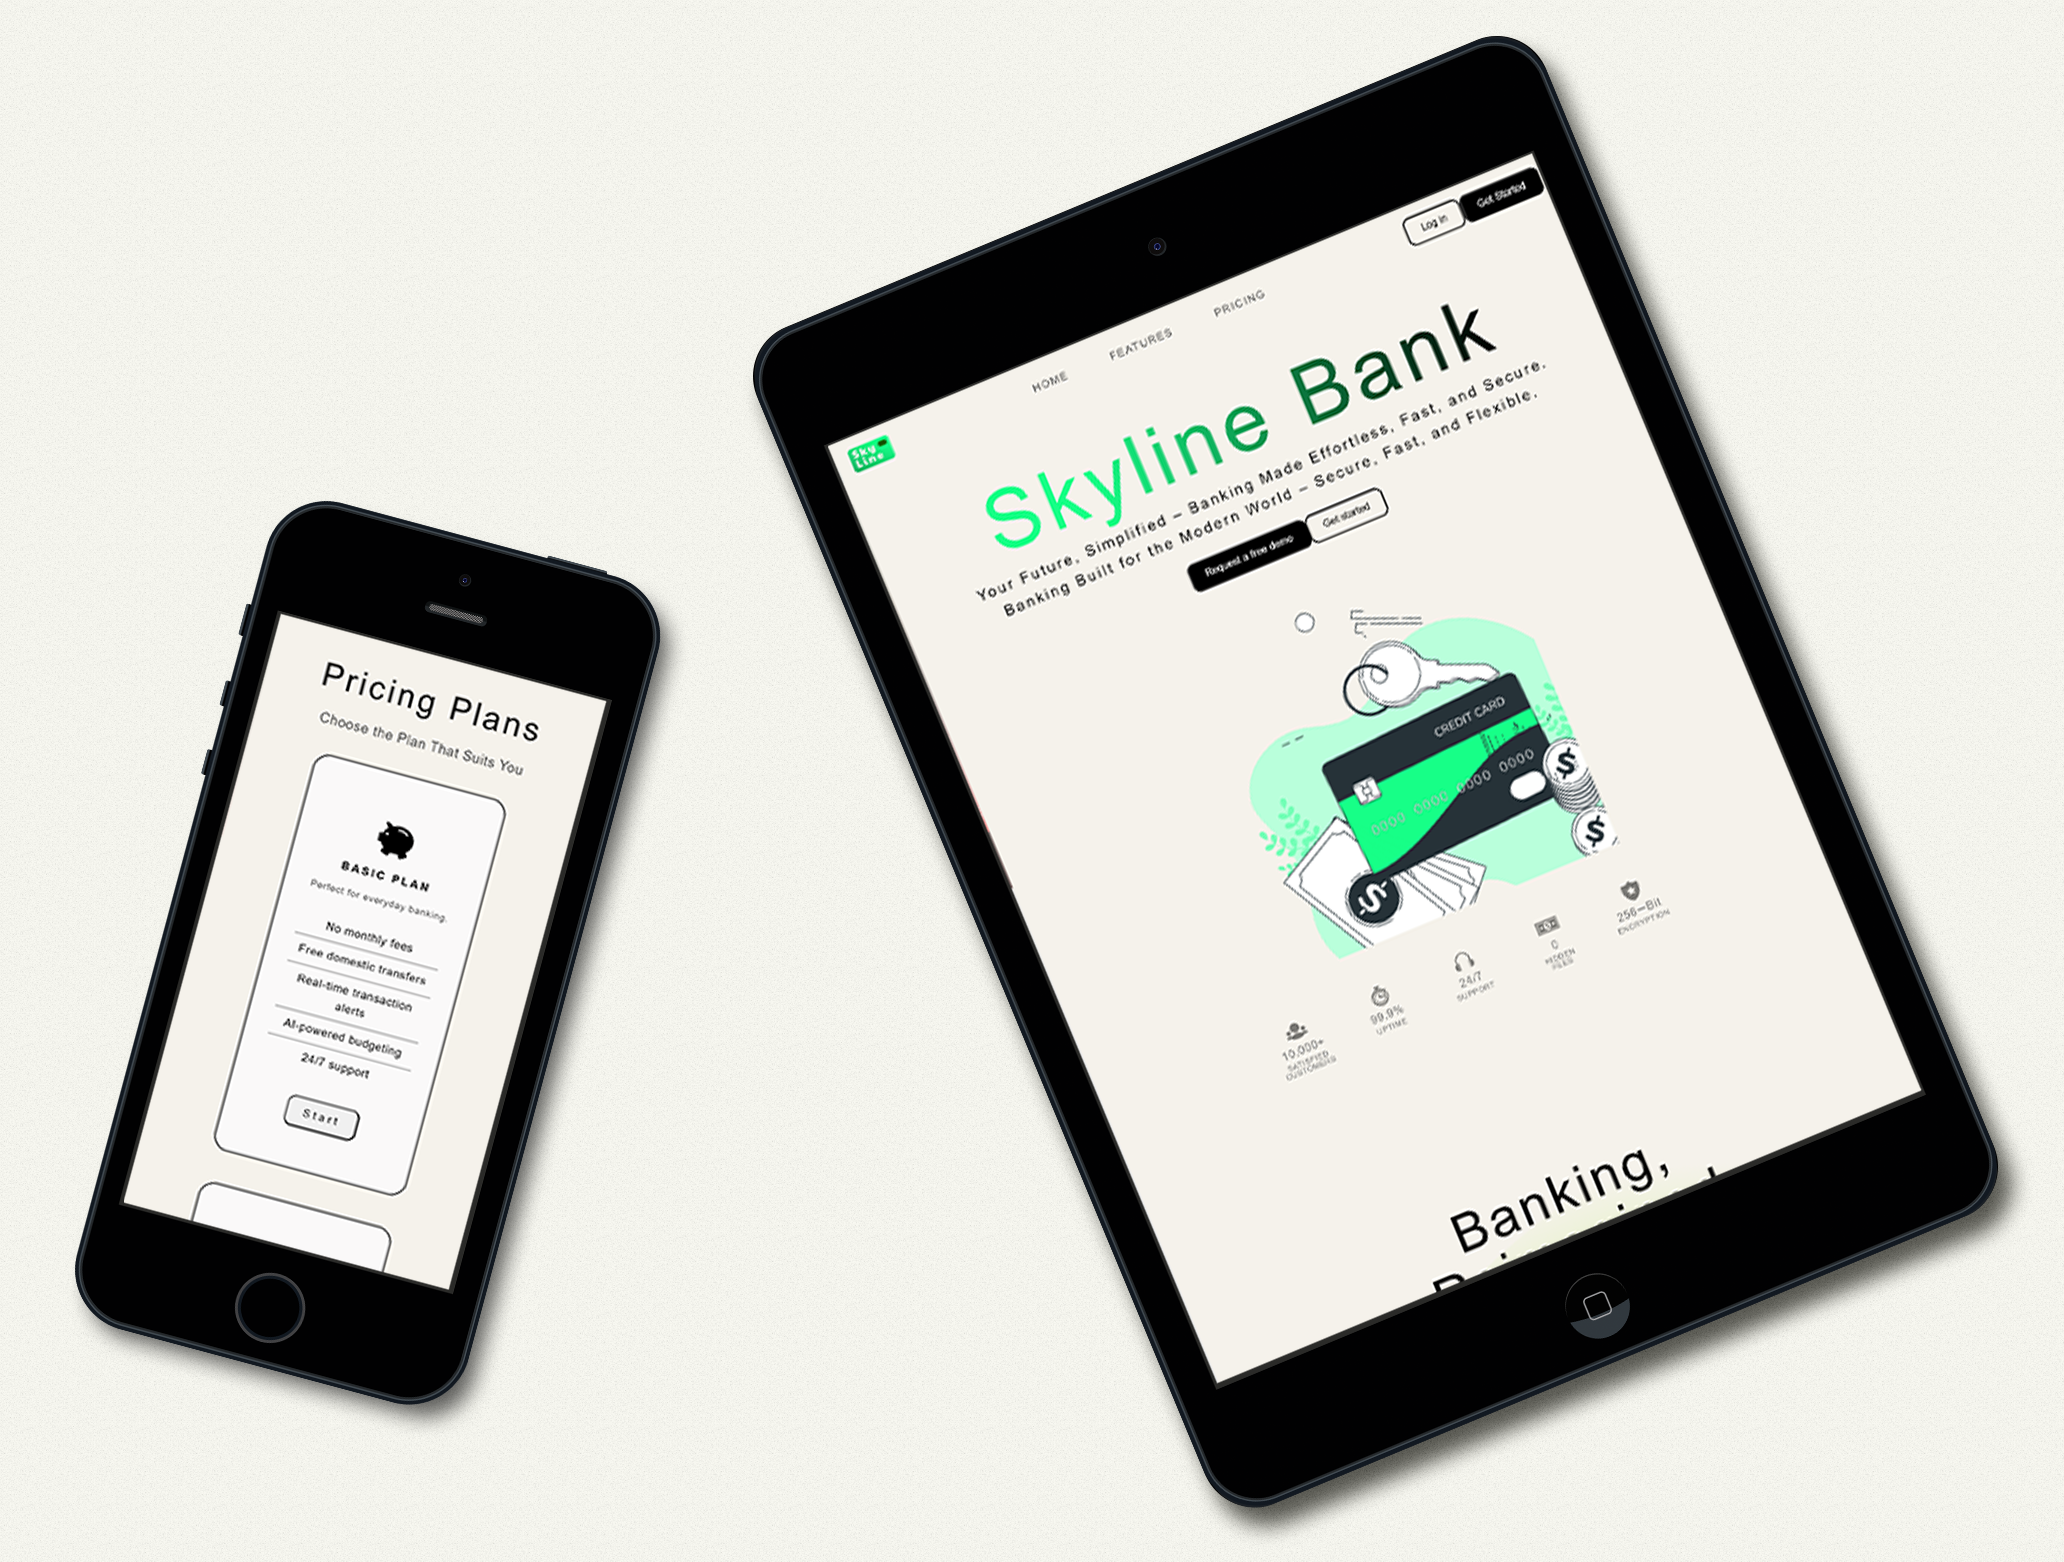 Pricing Plans
Choose the Plan That Suits You
BASIC PLAN
Perfect for everyday banking.
No monthly fees
Free domestic transfers
Real-time transaction
alerts
AI-powered budgeting
24/7 support
Start
Sky
Line
HOME
FEATURES
PRICING
Log in
Get Started
Skyline Bank
Your Future, Simplified – Banking Made Effortless, Fast, and Secure.
Banking Built for the Modern World – Secure, Fast, and Flexible.
Request a free demo
Get started
CREDIT CARD
0000 0000 0000 0000
10,000+
SATISFIED
CUSTOMERS
99.9%
UPTIME
24/7
SUPPORT
0
HIDDEN
FEES
256-Bit
ENCRYPTION
Banking,